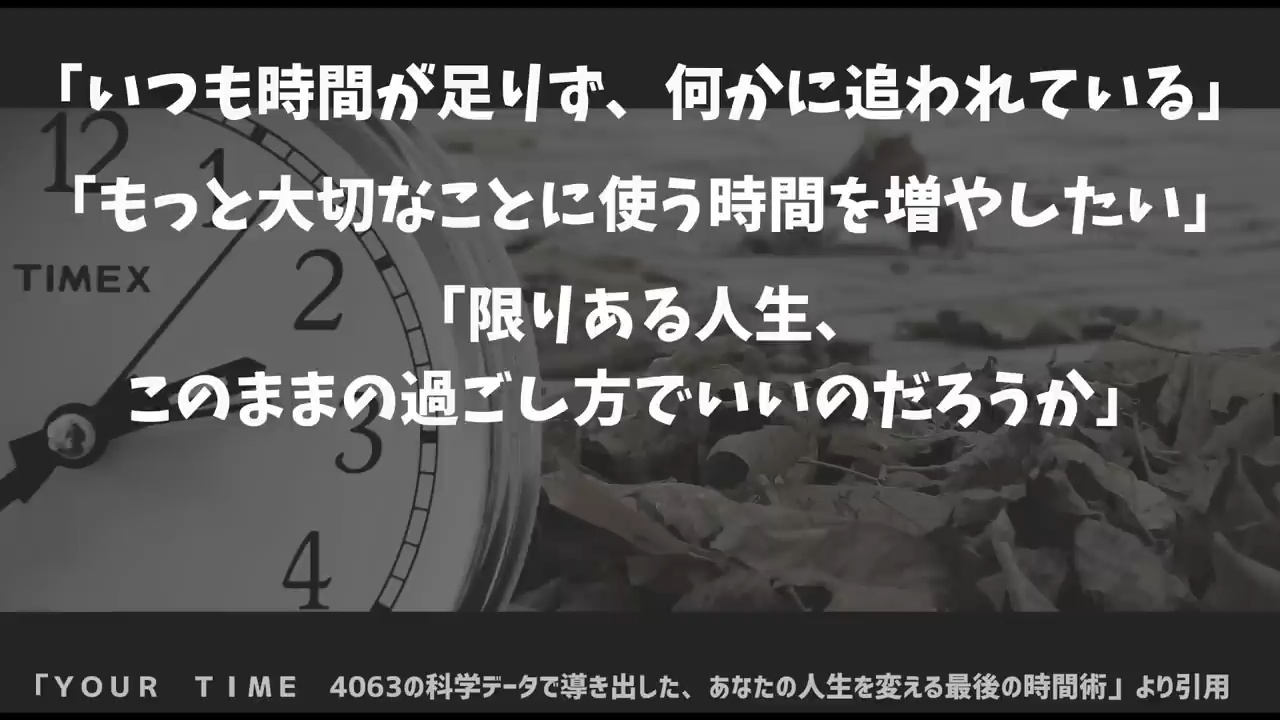 「いつも時間が足りず、何かに追われている」
「もっと大切なことに使う時間を増やしたい」
「限りある人生、
このままの過ごし方でいいのだろうか」
12
1
2
TIMEX
3
4
「ＹＯＵＲ　ＴＩＭＥ　4063の科学データで導き出した、あなたの人生を変える最後の時間術」より引用